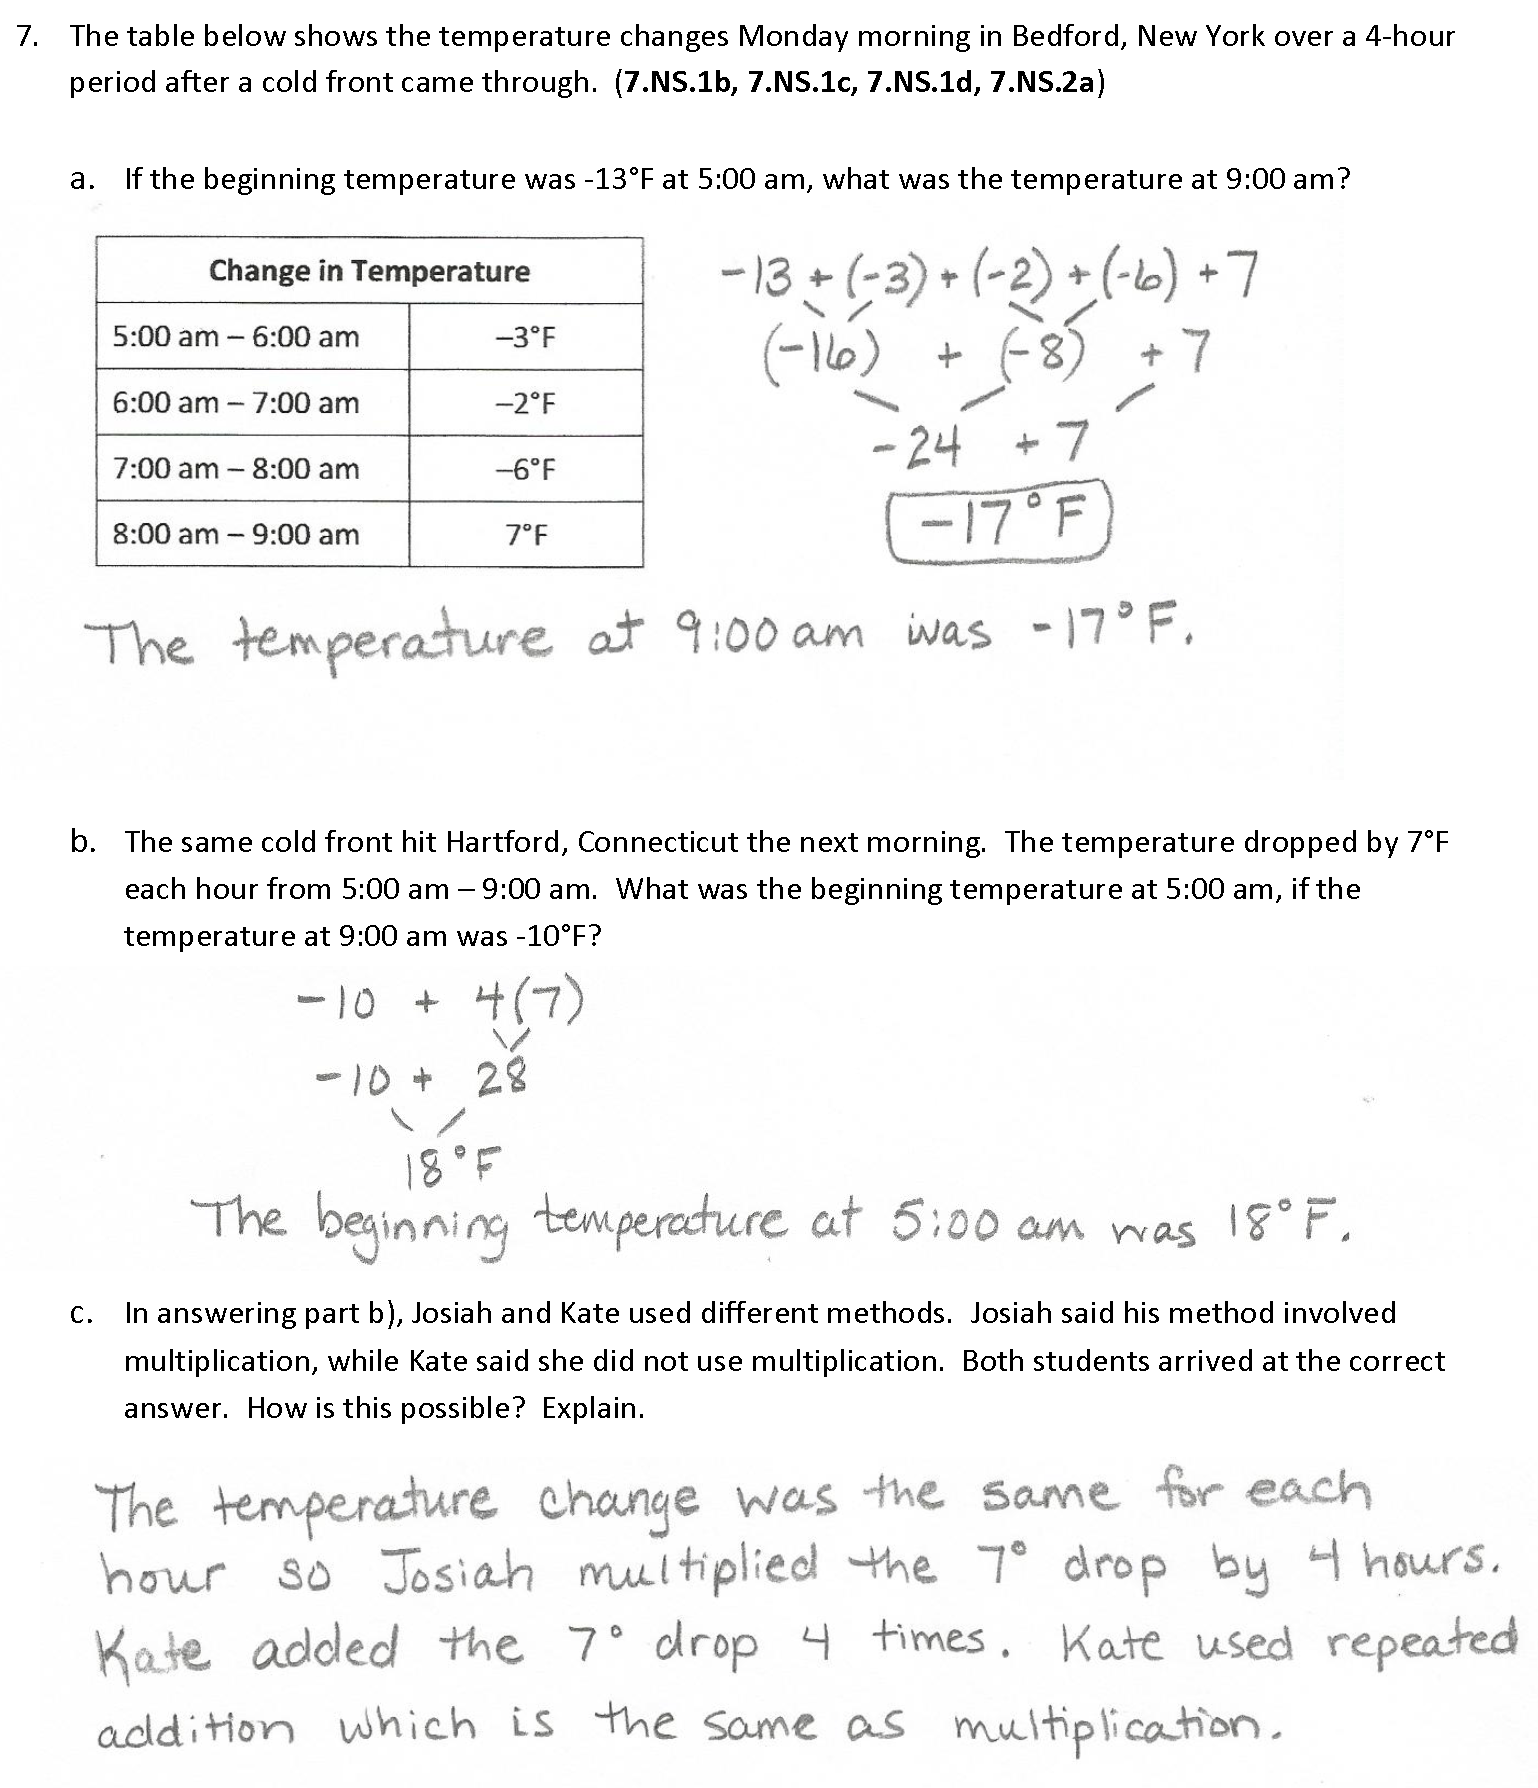 7. The table below shows the temperature changes Monday morning in Bedford, New York over a 4-hour
period after a cold front came through. (7.NS.1b, 7.NS.1c, 7.NS.1d, 7.NS.2a)
a. If the beginning temperature was -13°F at 5:00 am, what was the temperature at 9:00 am?
Change in Temperature
5:00 am – 6:00 am –3°F
6:00 am – 7:00 am –2°F
7:00 am – 8:00 am –6°F
8:00 am – 9:00 am 7°F
-13 + (-3) + (-2) + (-6) + 7
(-16) + (-8) + 7
-24 + 7
-17°F
The temperature at 9:00 am was -17°F.
b. The same cold front hit Hartford, Connecticut the next morning. The temperature dropped by 7°F
each hour from 5:00 am – 9:00 am. What was the beginning temperature at 5:00 am, if the
temperature at 9:00 am was -10°F?
-10 + 4(7)
-10 + 28
18°F
The beginning temperature at 5:00 am was 18°F.
c. In answering part b), Josiah and Kate used different methods. Josiah said his method involved
multiplication, while Kate said she did not use multiplication. Both students arrived at the correct
answer. How is this possible? Explain.
The temperature change was the same for each
hour so Josiah multiplied the 7° drop by 4 hours.
Kate added the 7° drop 4 times. Kate used repeated
addition which is the same as multiplication.